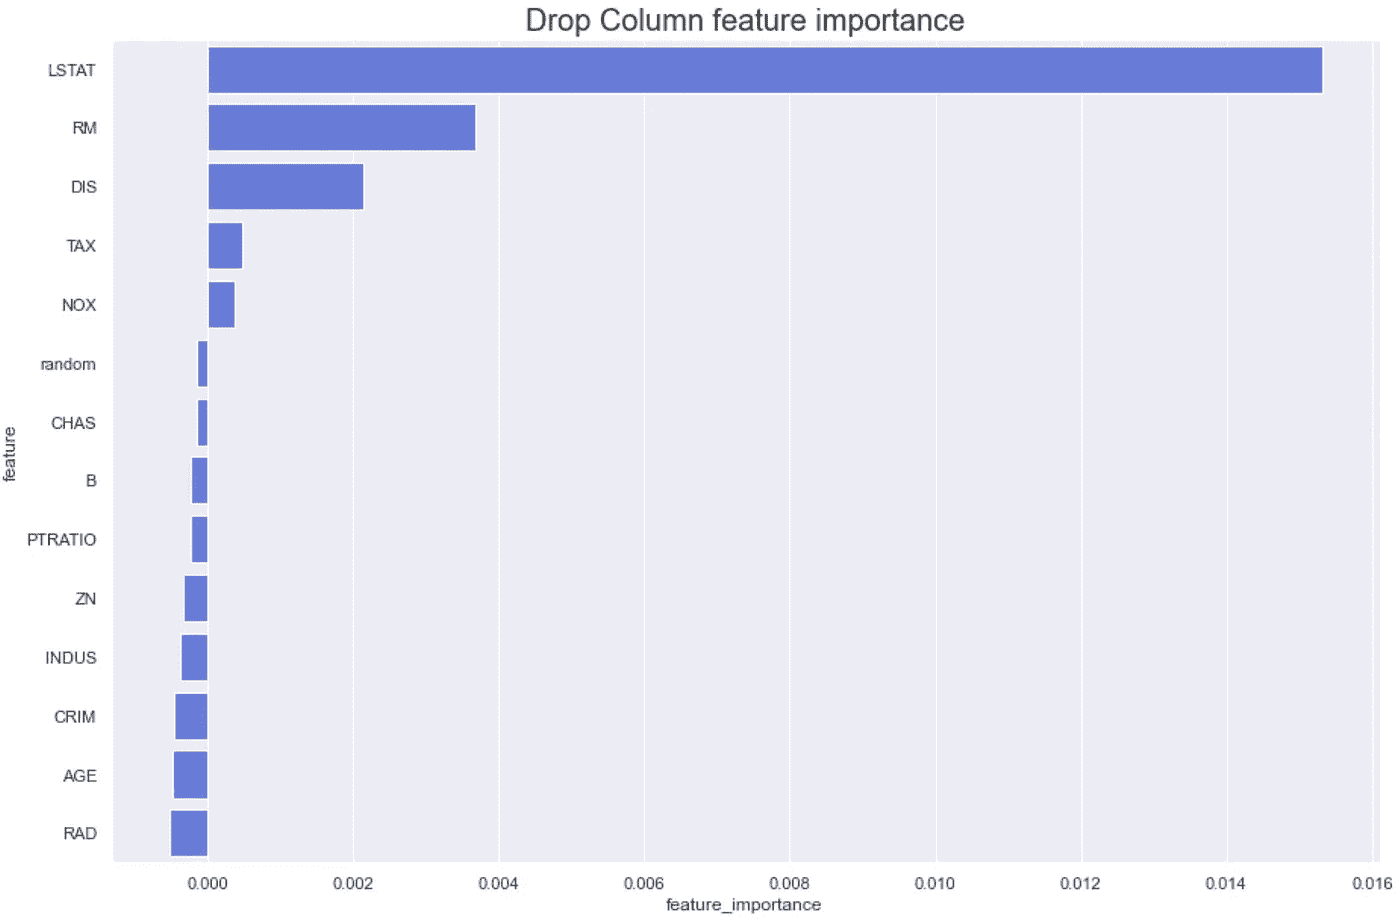 Drop Column feature importance
LSTAT
RM
DIS
TAX
NOX
random
CHAS
B
PTRATIO
ZN
INDUS
CRIM
AGE
RAD
feature
0.000 0.002 0.004 0.006 0.008 0.010 0.012 0.014 0.016
feature_importance